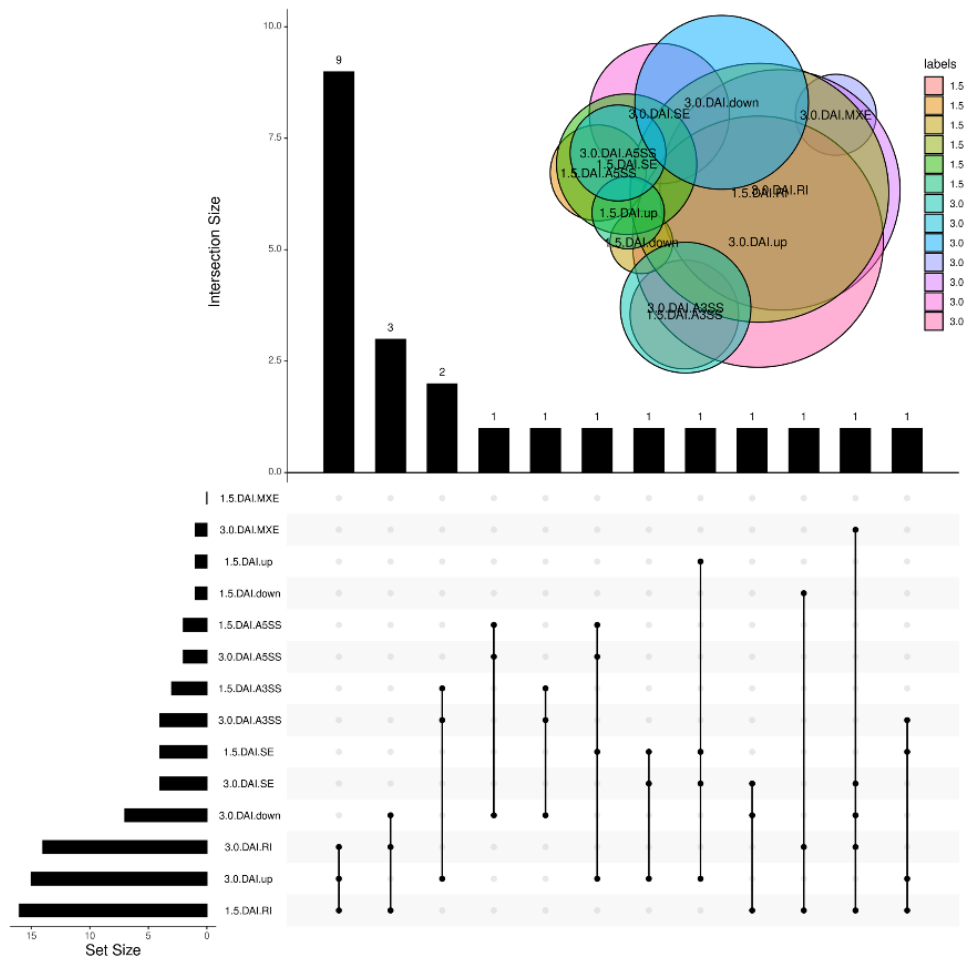 10.0
7.5
5.0
2.5
0.0
Intersection Size
9
3
2
1
1
1
1
1
1
1
1
1
3.0.DAI.down
3.0.DAI.SE
3.0.DAI.MXE
3.0.DAI.A5SS
1.5.DAI.SE
1.5.DAI.A5SS
3.0.DAI.RI
1.5.DAI.RI
1.5.DAI.up
1.5.DAI.down
3.0.DAI.up
3.0.DAI.A3SS
1.5.DAI.A3SS
labels
1.5
1.5
1.5
1.5
1.5
1.5
3.0
3.0
3.0
3.0
3.0
3.0
3.0
1.5.DAI.MXE
3.0.DAI.MXE
1.5.DAI.up
1.5.DAI.down
1.5.DAI.A5SS
3.0.DAI.A5SS
1.5.DAI.A3SS
3.0.DAI.A3SS
1.5.DAI.SE
3.0.DAI.SE
3.0.DAI.down
3.0.DAI.RI
3.0.DAI.up
1.5.DAI.RI
15 10 5 0
Set Size